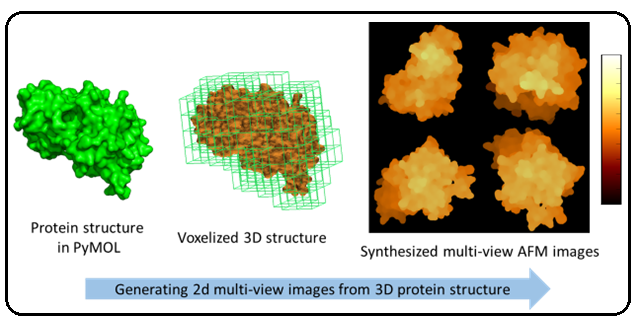 Protein structure
in PyMOL
Voxelized 3D structure
Synthesized multi-view AFM images
Generating 2d multi-view images from 3D protein structure